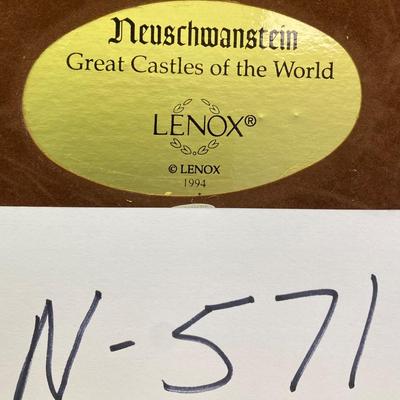 Neuschwanstein
Great Castles of the World
LENOX®
© LENOX
1994
N-571